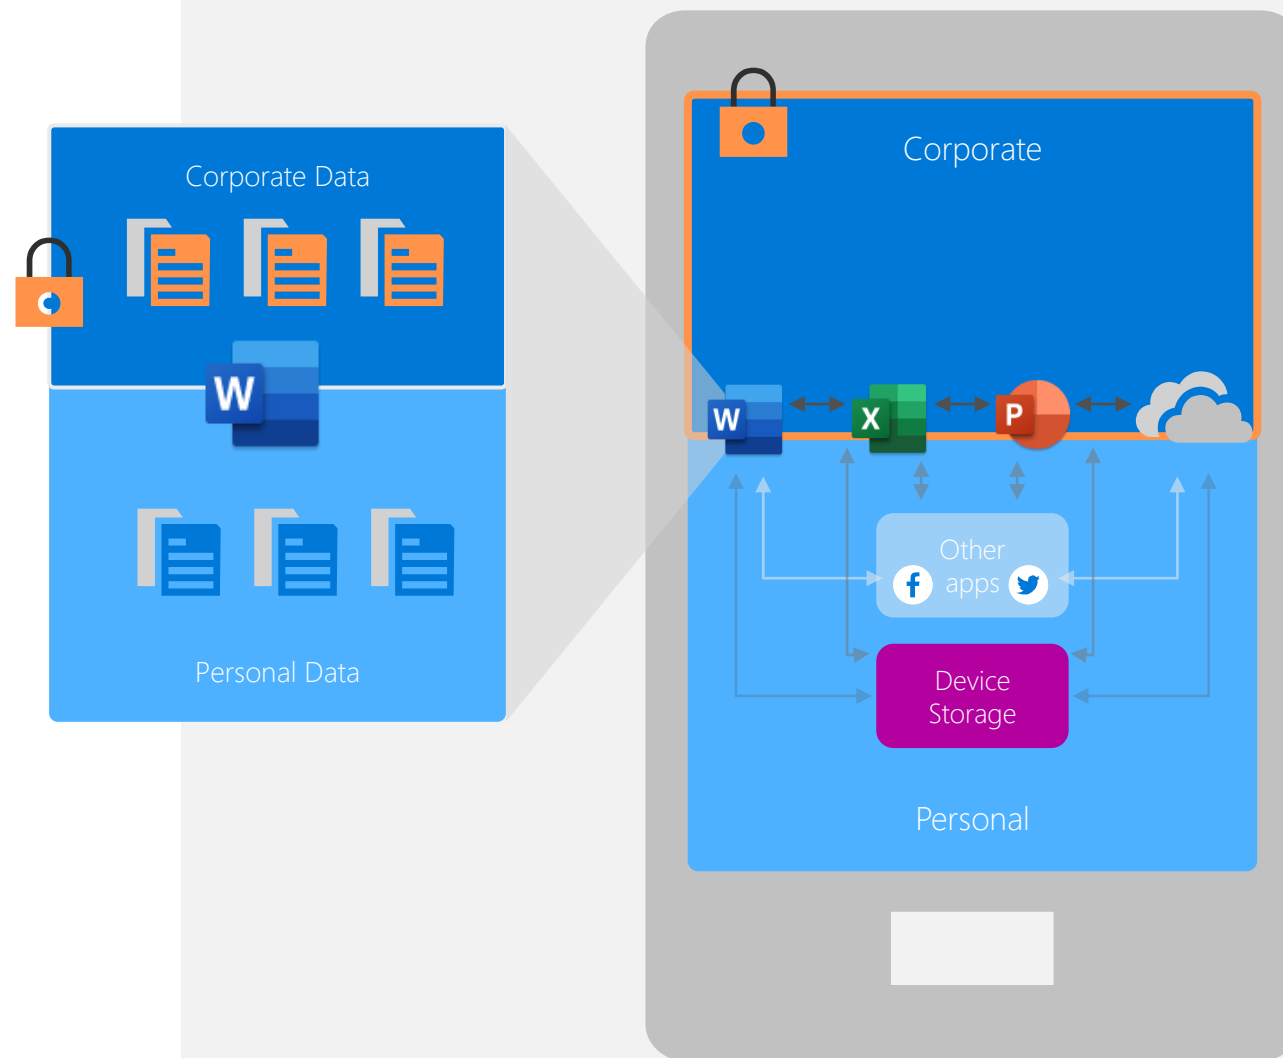 Corporate Data
W
Personal Data
Corporate
W
X
P
Other
apps
Device
Storage
Personal